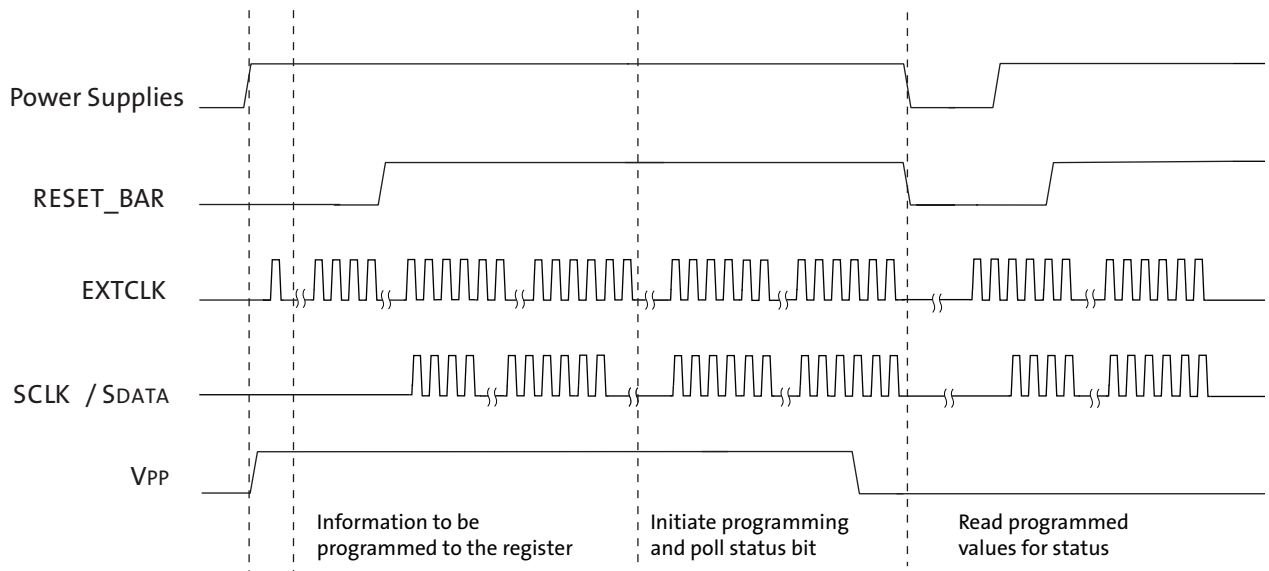 Power Supplies
RESET_BAR
EXTCLK
SCLK / SDATA
VPP
Information to be
programmed to the register
Initiate programming
and poll status bit
Read programmed
values for status